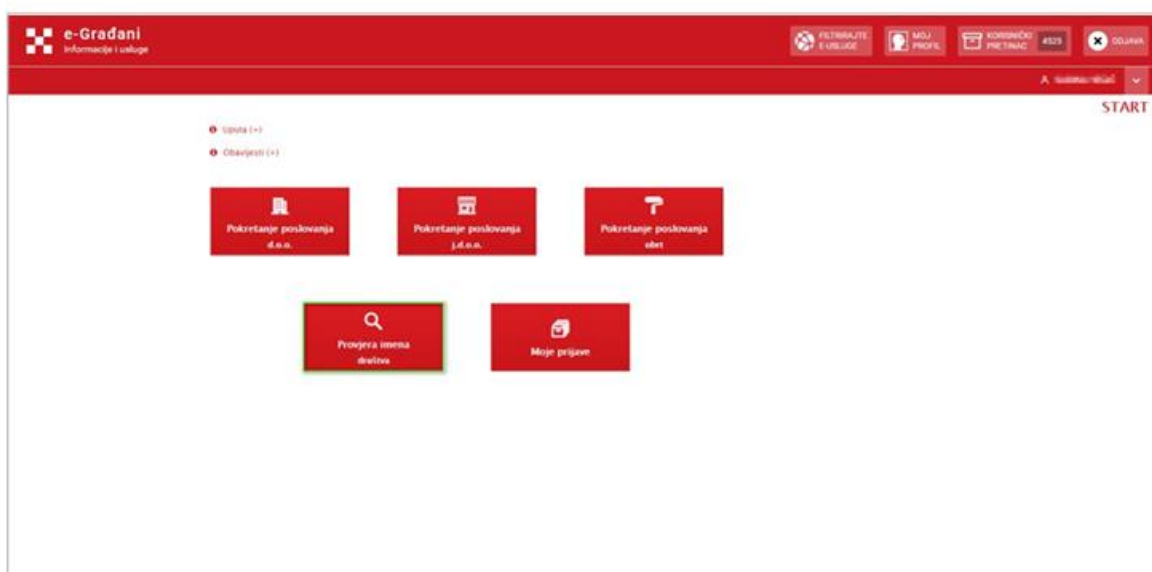 e-Građani
Informacije i usluge
FILTRIRAJTE
E-USLUGE
MOJ
PROFIL
KORISNIČKI
PRETINAC
4525
ODJAVA
START
Uputa (+)
Obavijesti (+)
Pokretanje poslovanja
d.o.o.
Pokretanje poslovanja
j.d.o.o.
Pokretanje poslovanja
obrt
Provjera imena
društva
Moje prijave